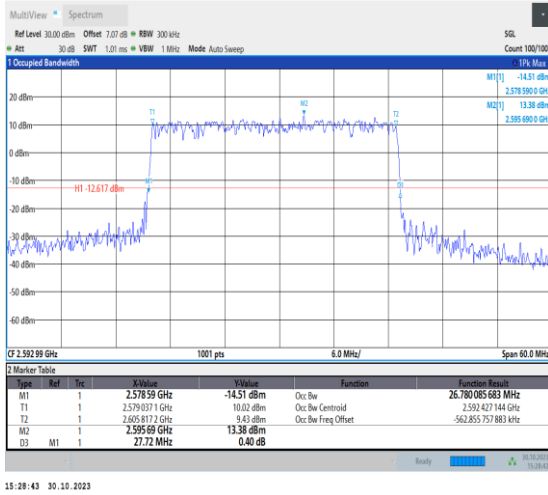 MultiView Spectrum
Ref Level 30.00 dBm Offset 7.07 dB RBW 300 kHz SGL
Att 30 dB SWT 1.01 ms VBW 1 MHz Mode Auto Sweep Count 100/100
1 Occupied Bandwidth 1Pk Max
M1[1] -14.51 dBm
2.578 590 0 GHz
M2[1] 13.38 dBm
2.595 690 0 GHz
20 dBm
T1 M2 T2
10 dBm
0 dBm
-10 dBm
H1 -12.617 dBm
M1 D3
-20 dBm
-30 dBm
-40 dBm
-50 dBm
-60 dBm
CF 2.592 99 GHz 1001 pts 6.0 MHz/ Span 60.0 MHz
2 Marker Table
Type Ref Trc X-Value Y-Value Function Function Result
M1 1 2.578 59 GHz -14.51 dBm Occ Bw 26.780 085 683 MHz
T1 1 2.579 037 1 GHz 10.02 dBm Occ Bw Centroid 2.592 427 144 GHz
T2 1 2.605 817 2 GHz 9.43 dBm Occ Bw Freq Offset -562.855 757 883 kHz
M2 1 2.595 69 GHz 13.38 dBm
D3 M1 1 27.72 MHz 0.40 dB
Ready 30.10.2023
15:28:42
15:28:43 30.10.2023